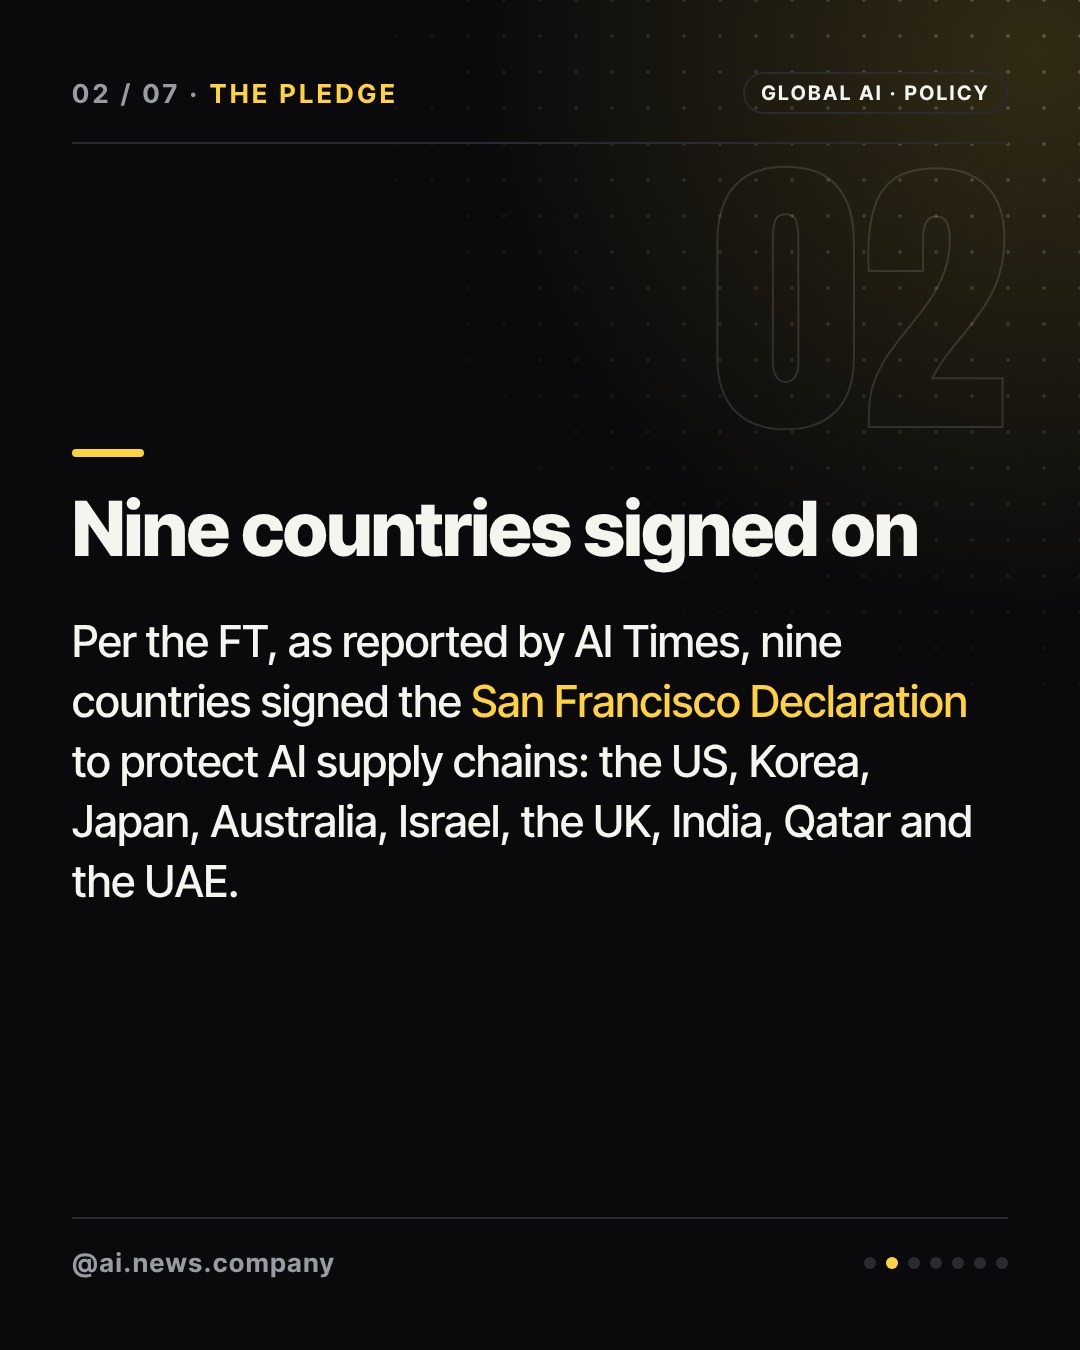 02 / 07 · THE PLEDGE
GLOBAL AI · POLICY
02
Nine countries signed on
Per the FT, as reported by AI Times, nine
countries signed the San Francisco Declaration
to protect AI supply chains: the US, Korea,
Japan, Australia, Israel, the UK, India, Qatar and
the UAE.
@ai.news.company